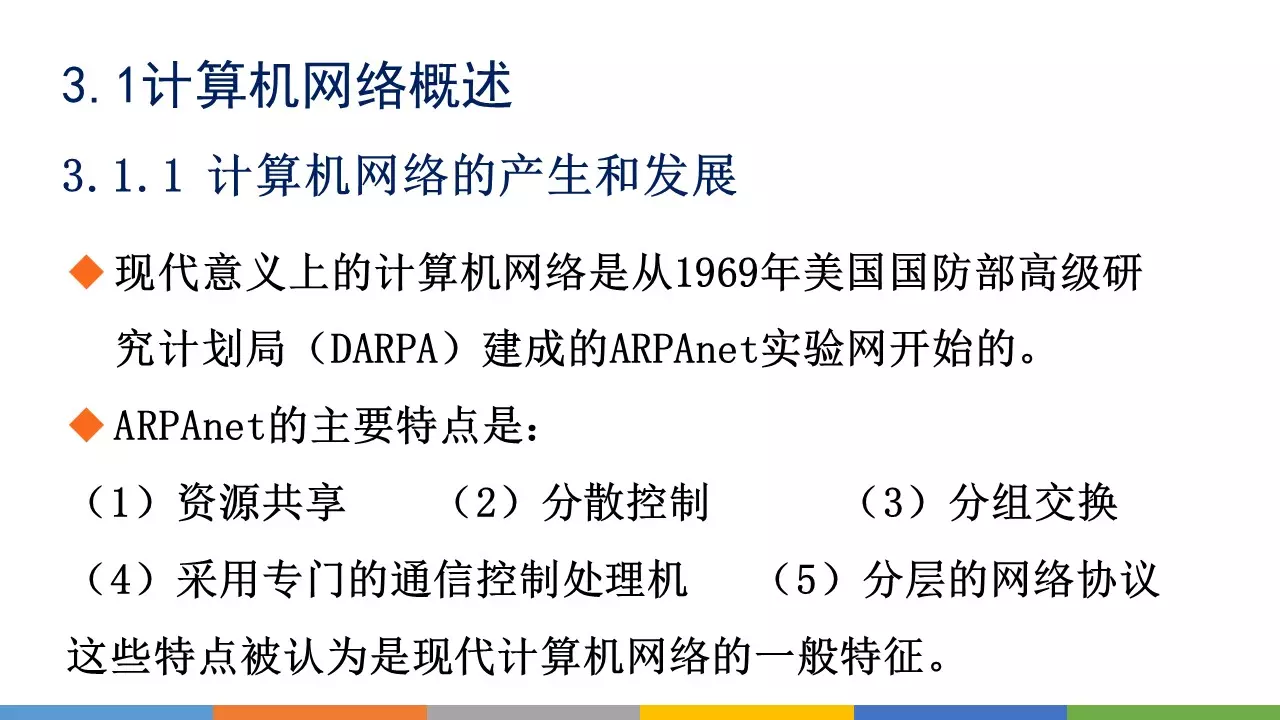 3.1计算机网络概述
3.1.1 计算机网络的产生和发展
现代意义上的计算机网络是从1969年美国国防部高级研
究计划局（DARPA）建成的ARPAnet实验网开始的。
ARPAnet的主要特点是：
（1）资源共享 （2）分散控制 （3）分组交换
（4）采用专门的通信控制处理机 （5）分层的网络协议
这些特点被认为是现代计算机网络的一般特征。